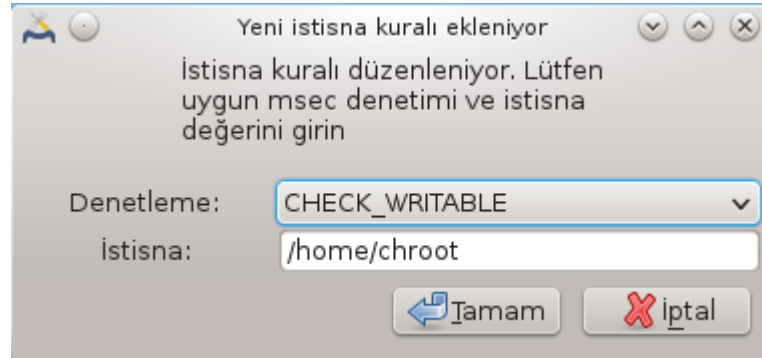 Yeni istisna kuralı ekleniyor
İstisna kuralı düzenleniyor. Lütfen
uygun msec denetimi ve istisna
değerini girin
Denetleme: CHECK_WRITABLE
İstisna: /home/chroot
Tamam İptal